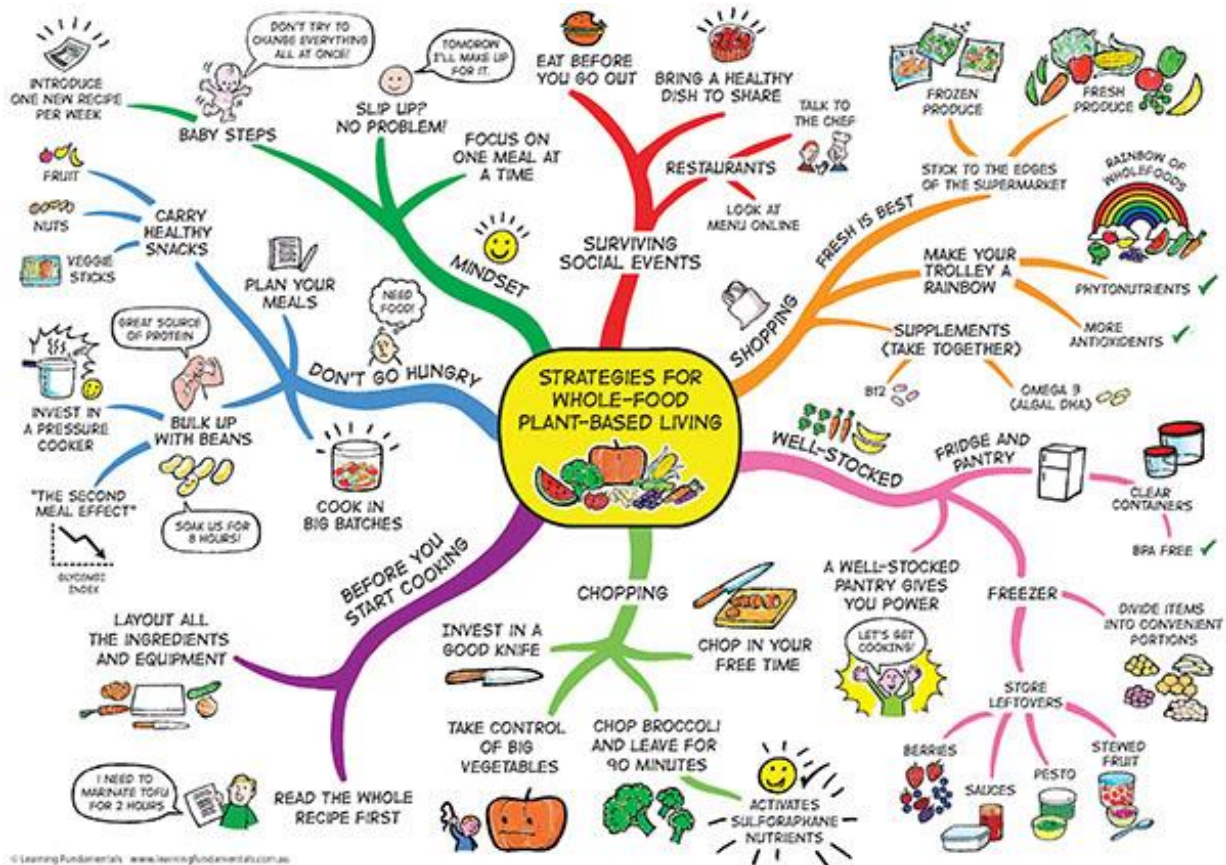 STRATEGIES FOR
WHOLE-FOOD
PLANT-BASED LIVING
MINDSET
BABY STEPS
DON'T TRY TO
CHANGE EVERYTHING
ALL AT ONCE!
INTRODUCE
ONE NEW RECIPE
PER WEEK
SLIP UP?
NO PROBLEM!
TOMOROW
I'LL MAKE UP
FOR IT.
FOCUS ON
ONE MEAL AT
A TIME
SURVIVING
SOCIAL EVENTS
EAT BEFORE
YOU GO OUT
BRING A HEALTHY
DISH TO SHARE
RESTAURANTS
TALK TO
THE CHEF
LOOK AT
MENU ONLINE
SHOPPING
FRESH IS BEST
STICK TO THE EDGES
OF THE SUPERMARKET
FROZEN
PRODUCE
FRESH
PRODUCE
MAKE YOUR
TROLLEY A
RAINBOW
RAINBOW OF
WHOLEFOODS
PHYTONUTRIENTS
MORE
ANTIOXIDENTS
SUPPLEMENTS
(TAKE TOGETHER)
B12
OMEGA 3
(ALGAL DHA)
WELL-STOCKED
FRIDGE AND
PANTRY
CLEAR
CONTAINERS
BPA FREE
A WELL-STOCKED
PANTRY GIVES
YOU POWER
LET'S GET
COOKING!
FREEZER
DIVIDE ITEMS
INTO CONVENIENT
PORTIONS
STORE
LEFTOVERS
BERRIES
SAUCES
PESTO
STEWED
FRUIT
CHOPPING
INVEST IN A
GOOD KNIFE
CHOP IN YOUR
FREE TIME
TAKE CONTROL
OF BIG
VEGETABLES
CHOP BROCCOLI
AND LEAVE FOR
90 MINUTES
ACTIVATES
SULFORAPHANE
NUTRIENTS
BEFORE YOU
START COOKING
LAYOUT ALL
THE INGREDIENTS
AND EQUIPMENT
READ THE WHOLE
RECIPE FIRST
I NEED TO
MARINATE TOFU
FOR 2 HOURS
DON'T GO HUNGRY
NEED
FOOD!
PLAN YOUR
MEALS
CARRY
HEALTHY
SNACKS
FRUIT
NUTS
VEGGIE
STICKS
BULK UP
WITH BEANS
GREAT SOURCE
OF PROTEIN
SOAK US FOR
8 HOURS!
INVEST IN
A PRESSURE
COOKER
"THE SECOND
MEAL EFFECT"
GLYCEMIC
INDEX
COOK IN
BIG BATCHES
© Learning Fundamentals www.learningfundamentals.com.au